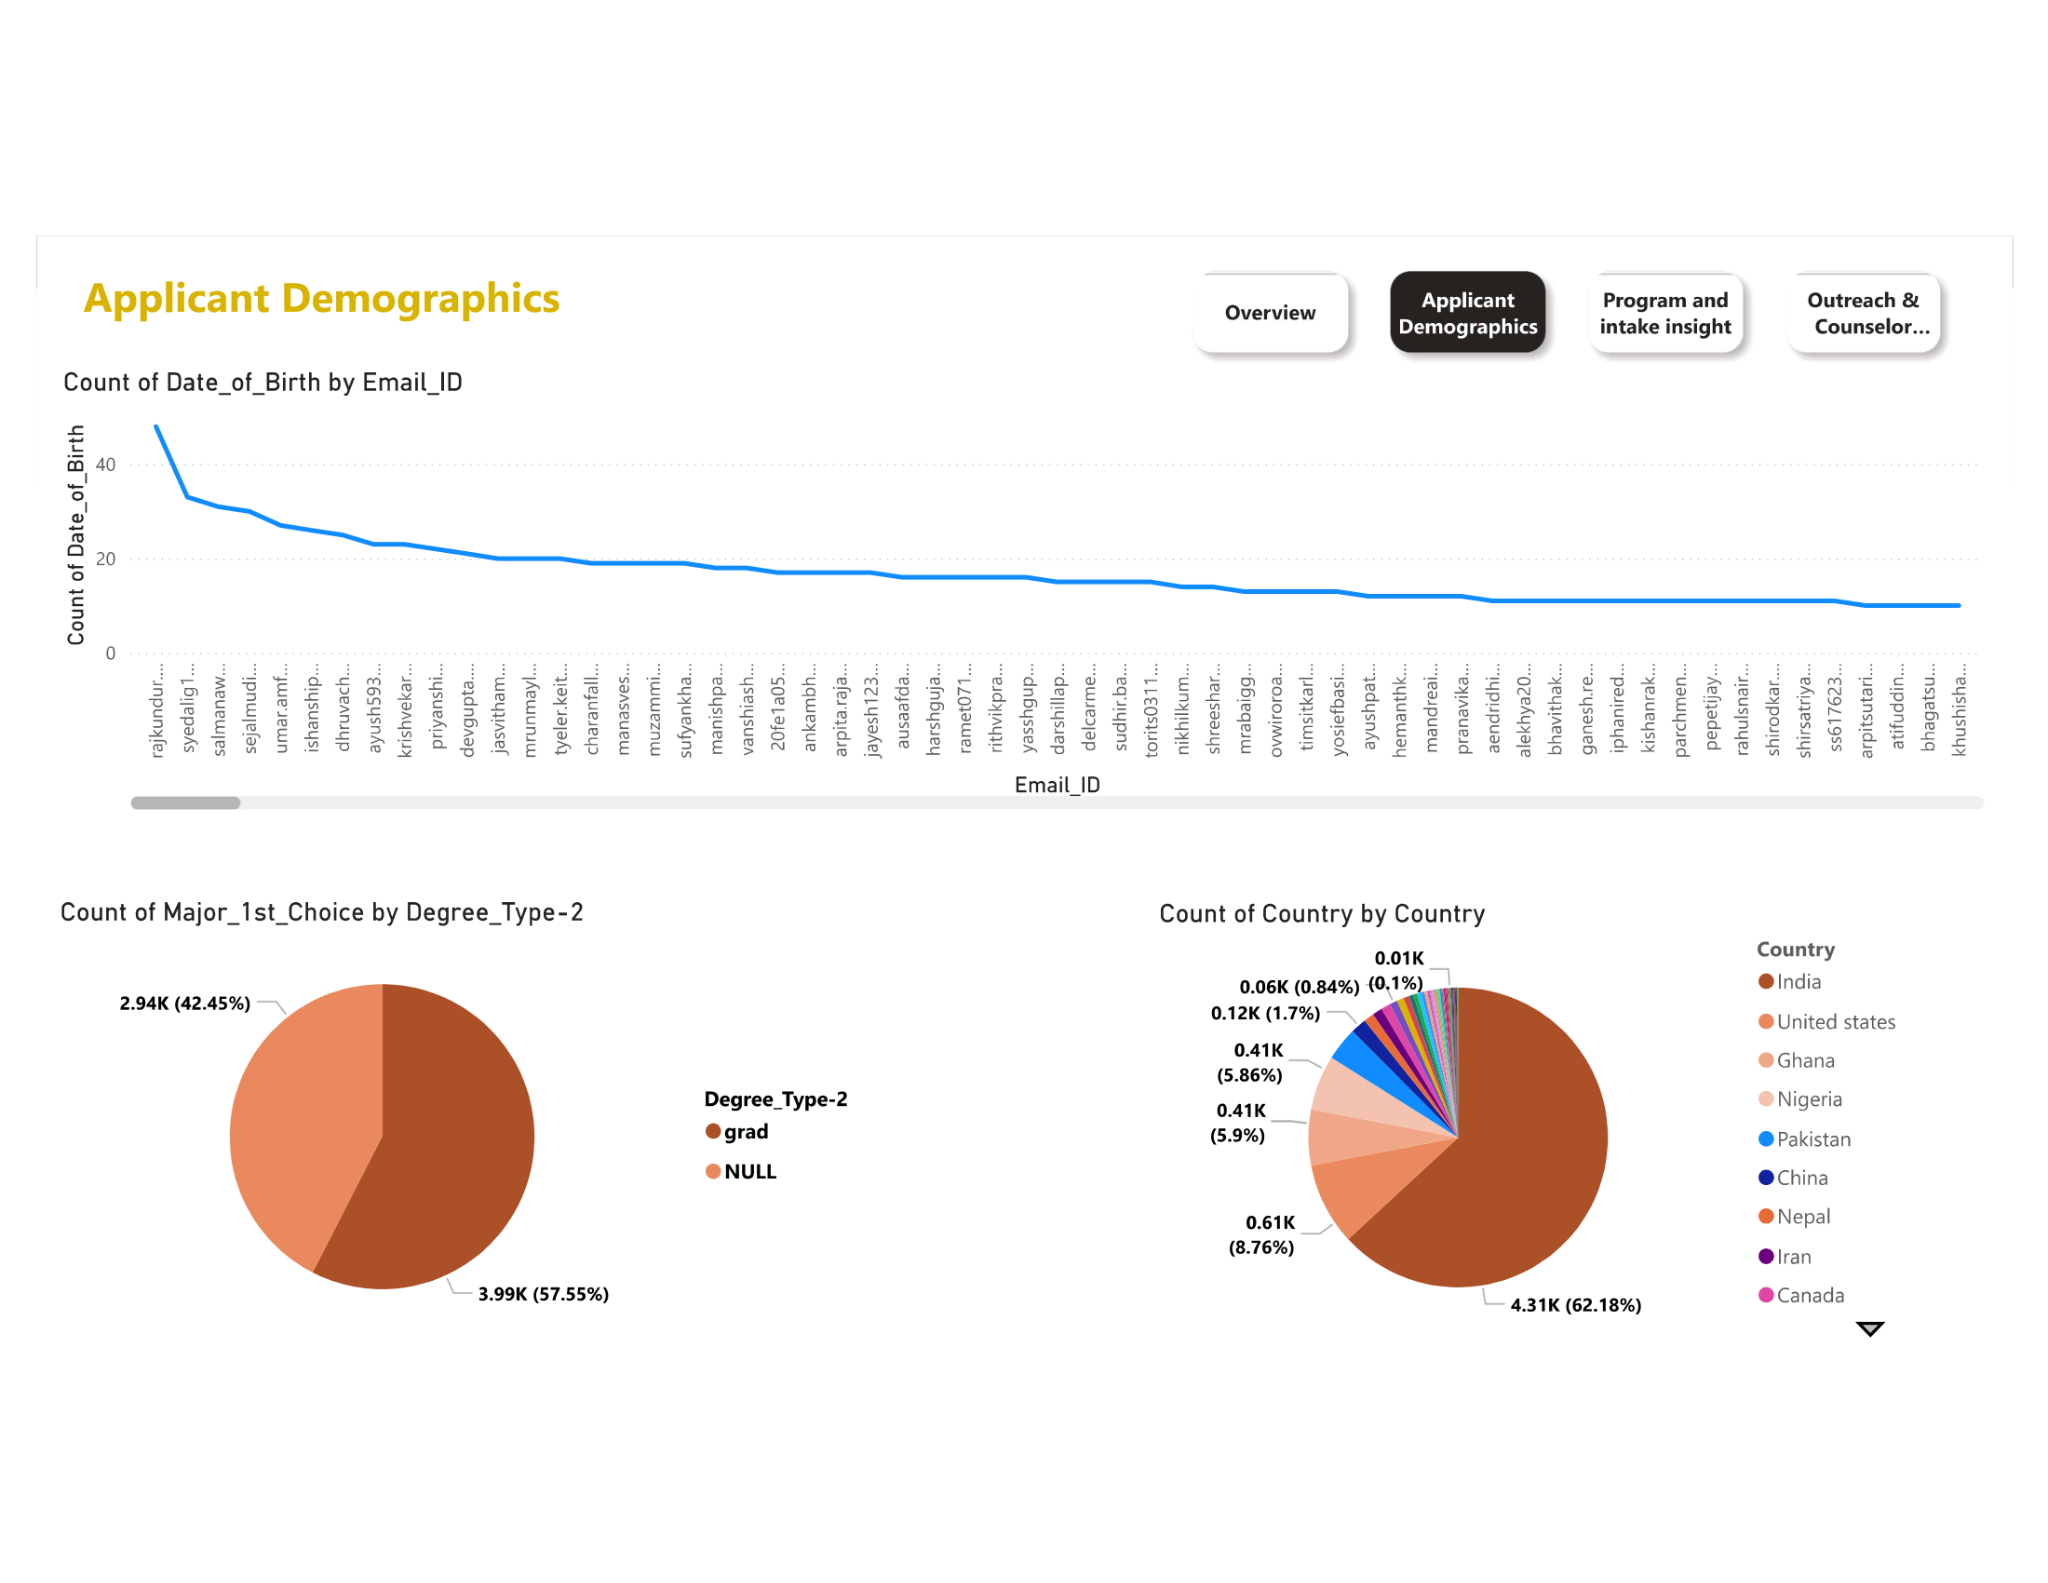 Applicant Demographics
Overview
Applicant
Demographics
Program and
intake insight
Outreach &
Counselor...
Count of Date_of_Birth by Email_ID
Count of Date_of_Birth
40
20
0
rajkundur....
syedalig1...
salmanaw...
sejalmudi...
umar.amf...
ishanship...
dhruvach...
ayush593...
krishvekar...
priyanshi...
devgupta...
jasvitham...
mrunmayl...
tyeler.keit...
charanfall...
manasves...
muzammi...
sufyankha...
manishpa...
vanshiash...
20fe1a05...
ankambh...
arpita.raja...
jayesh123...
ausaafda...
harshguja...
ramet071...
rithvikpra...
yasshgup...
darshillap...
delcarme...
sudhir.ba...
torits0311...
nikhilkum...
shreeshar...
mrabaigg...
ovwiroroa...
timsitkarl...
yosiefbasi...
ayushpat...
hemanthk...
mandreai...
pranavika...
aendridhi...
alekhya20...
bhavithak...
ganesh.re...
iphanired...
kishanrak...
parchmen...
pepetijay...
rahulsnair...
shirodkar...
shirsatriya...
ss617623...
arpitsutari...
atifuddin...
bhagatsu...
khushisha...
Email_ID
Count of Major_1st_Choice by Degree_Type-2
2.94K (42.45%)
3.99K (57.55%)
Degree_Type-2
grad
NULL
Count of Country by Country
0.01K
(0.1%)
0.06K (0.84%)
0.12K (1.7%)
0.41K
(5.86%)
0.41K
(5.9%)
0.61K
(8.76%)
4.31K (62.18%)
Country
India
United states
Ghana
Nigeria
Pakistan
China
Nepal
Iran
Canada